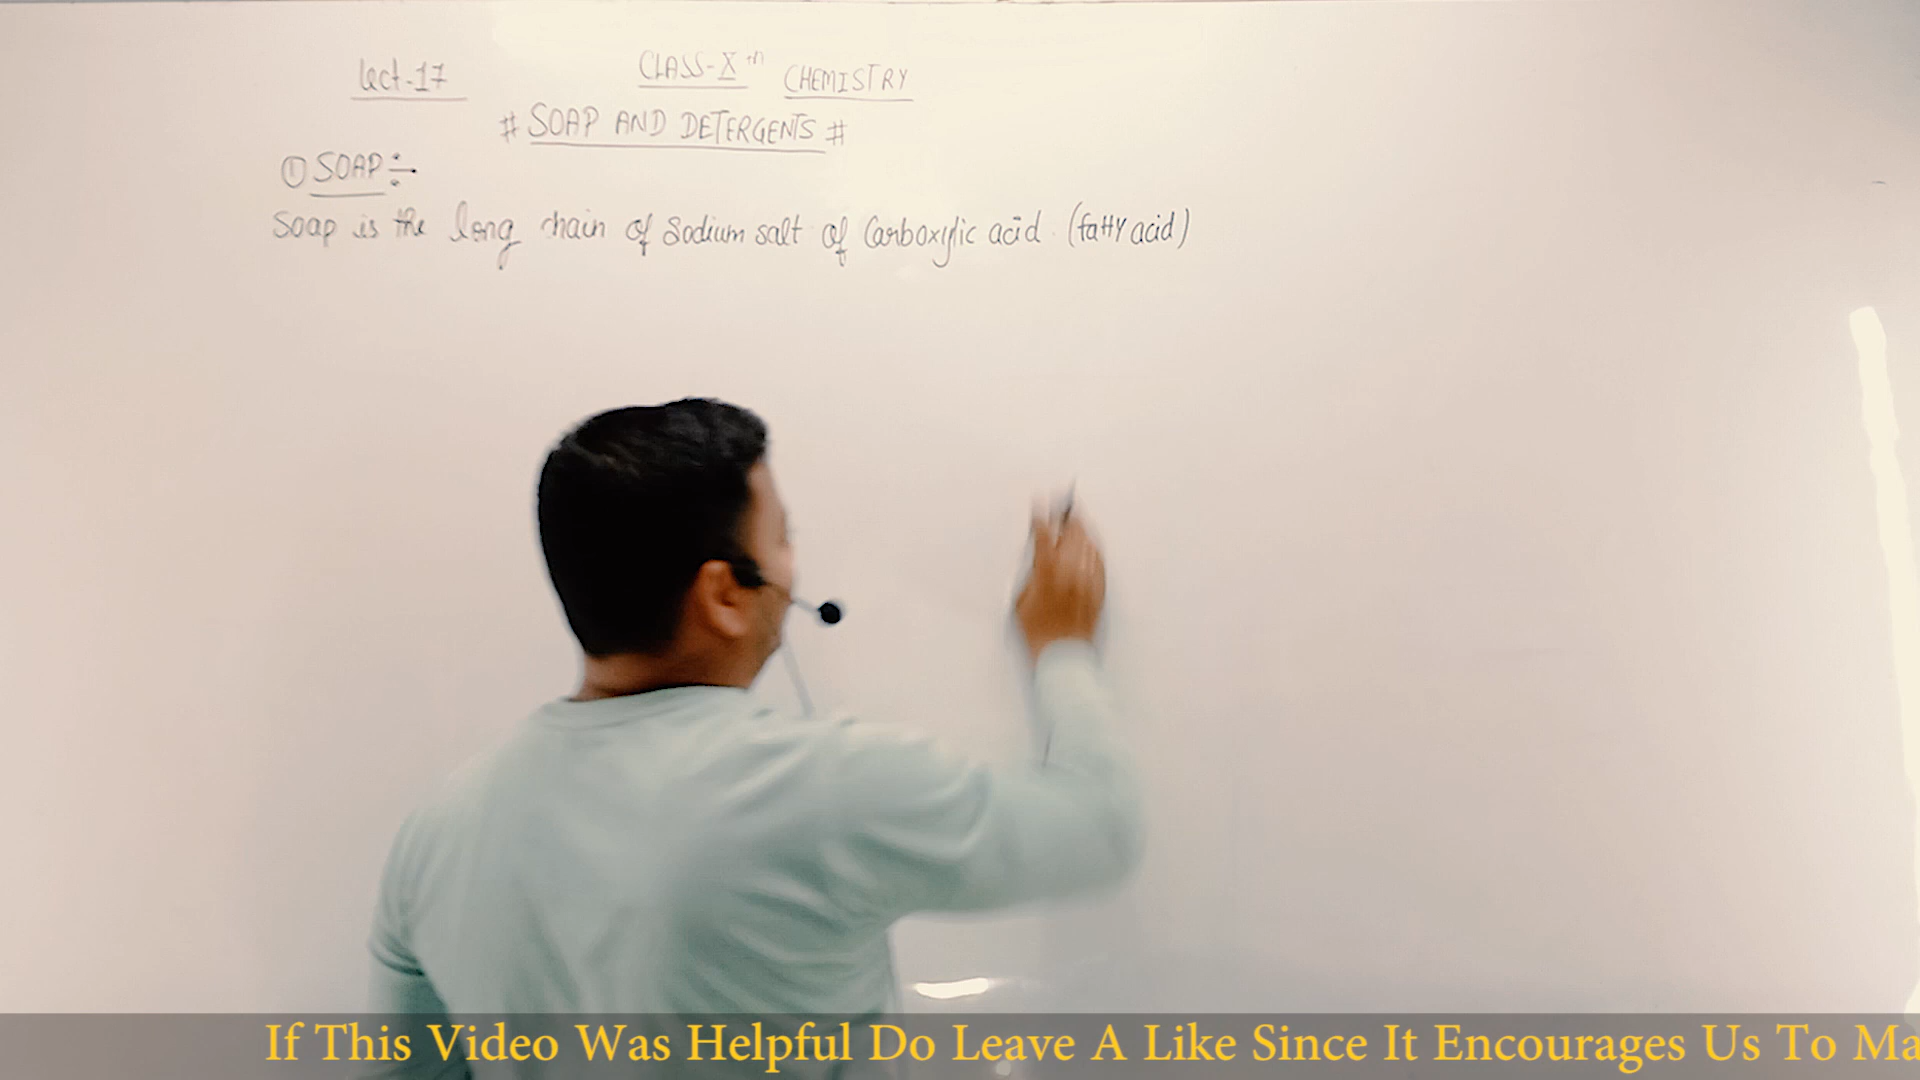 Lect-17
CLASS-Xth CHEMISTRY
# SOAP AND DETERGENTS #
① SOAP ÷
Soap is the long chain of Sodium salt of Carboxylic acid. (fatty acid)
If This Video Was Helpful Do Leave A Like Since It Encourages Us To Ma